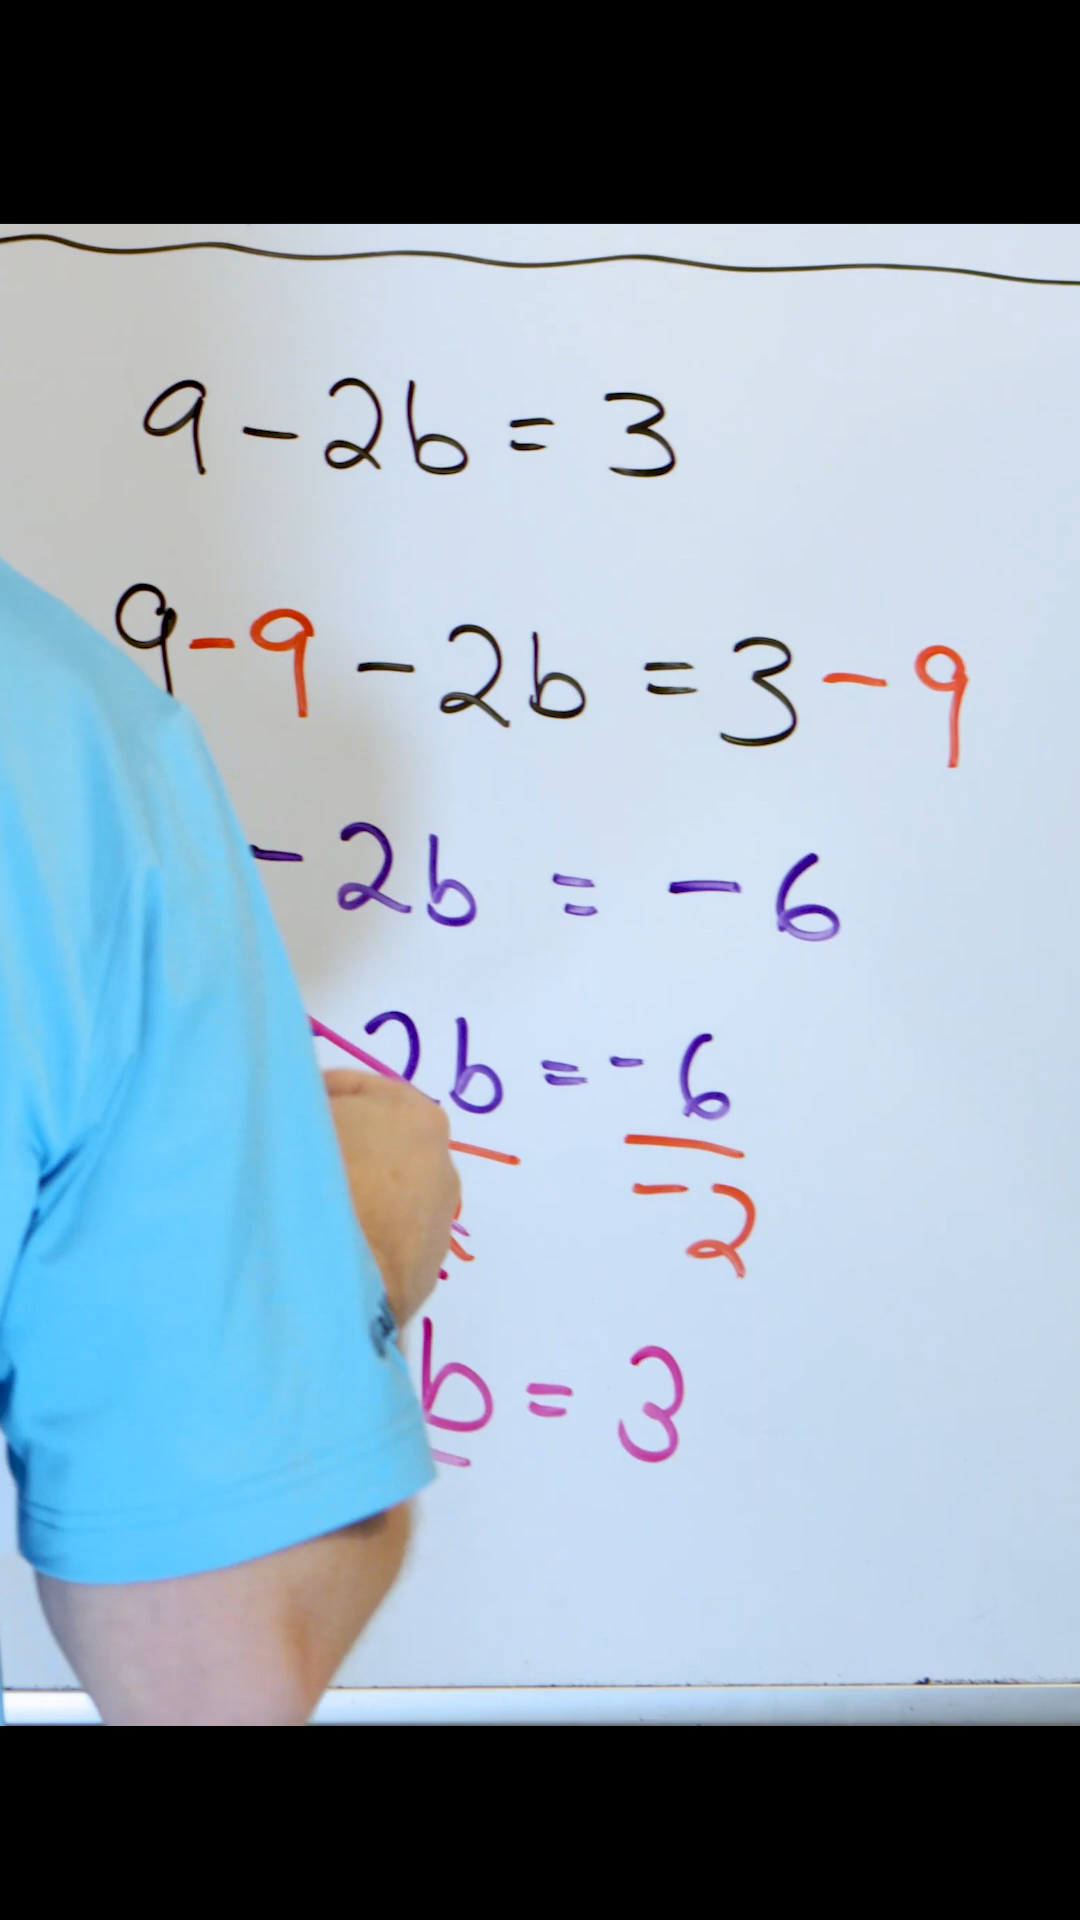 9 - 2b = 3
9 - 9 - 2b = 3 - 9
- 2b = - 6
2b = - 6
- 2
b = 3